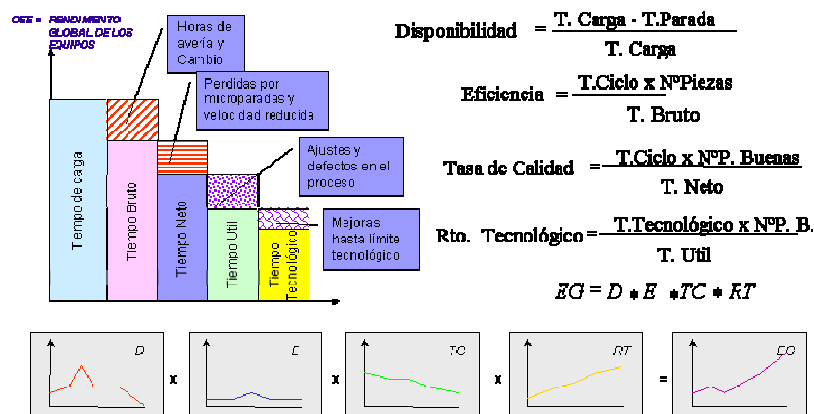 OEE = RENDIMIENTO
GLOBAL DE LOS
EQUIPOS
Horas de
avería y
Cambio
Perdidas por
microparadas y
velocidad reducida
Ajustes y
defectos en el
proceso
Mejoras
hasta límite
tecnológico
Tiempo de carga
Tiempo Bruto
Tiempo Neto
Tiempo Util
Tiempo
Tecnológico
Disponibilidad = T. Carga - T.Parada
T. Carga
Eficiencia = T.Ciclo x NºPiezas
T. Bruto
Tasa de Calidad = T.Ciclo x NºP. Buenas
T. Neto
Rto. Tecnológico = T.Tecnológico x NºP. B.
T. Util
EG = D * E * TC * RT
D x E x TC x RT = EG